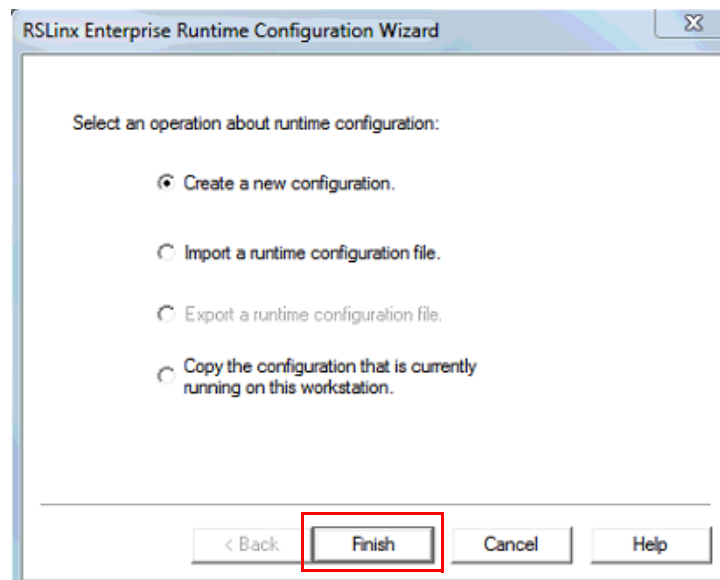 RSLinx Enterprise Runtime Configuration Wizard
Select an operation about runtime configuration:
Create a new configuration.
Import a runtime configuration file.
Export a runtime configuration file.
Copy the configuration that is currently
running on this workstation.
< Back
Finish
Cancel
Help